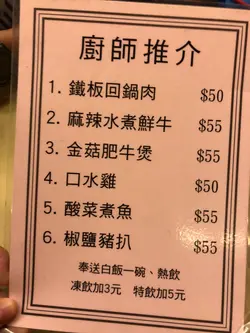 廚師推介
1. 鐵板回鍋肉 $50
2. 麻辣水煮鮮牛 $55
3. 金菇肥牛煲 $55
4. 口水雞 $50
5. 酸菜煮魚 $55
6. 椒鹽豬扒 $55
奉送白飯一碗、熱飲
凍飲加3元 特飲加5元